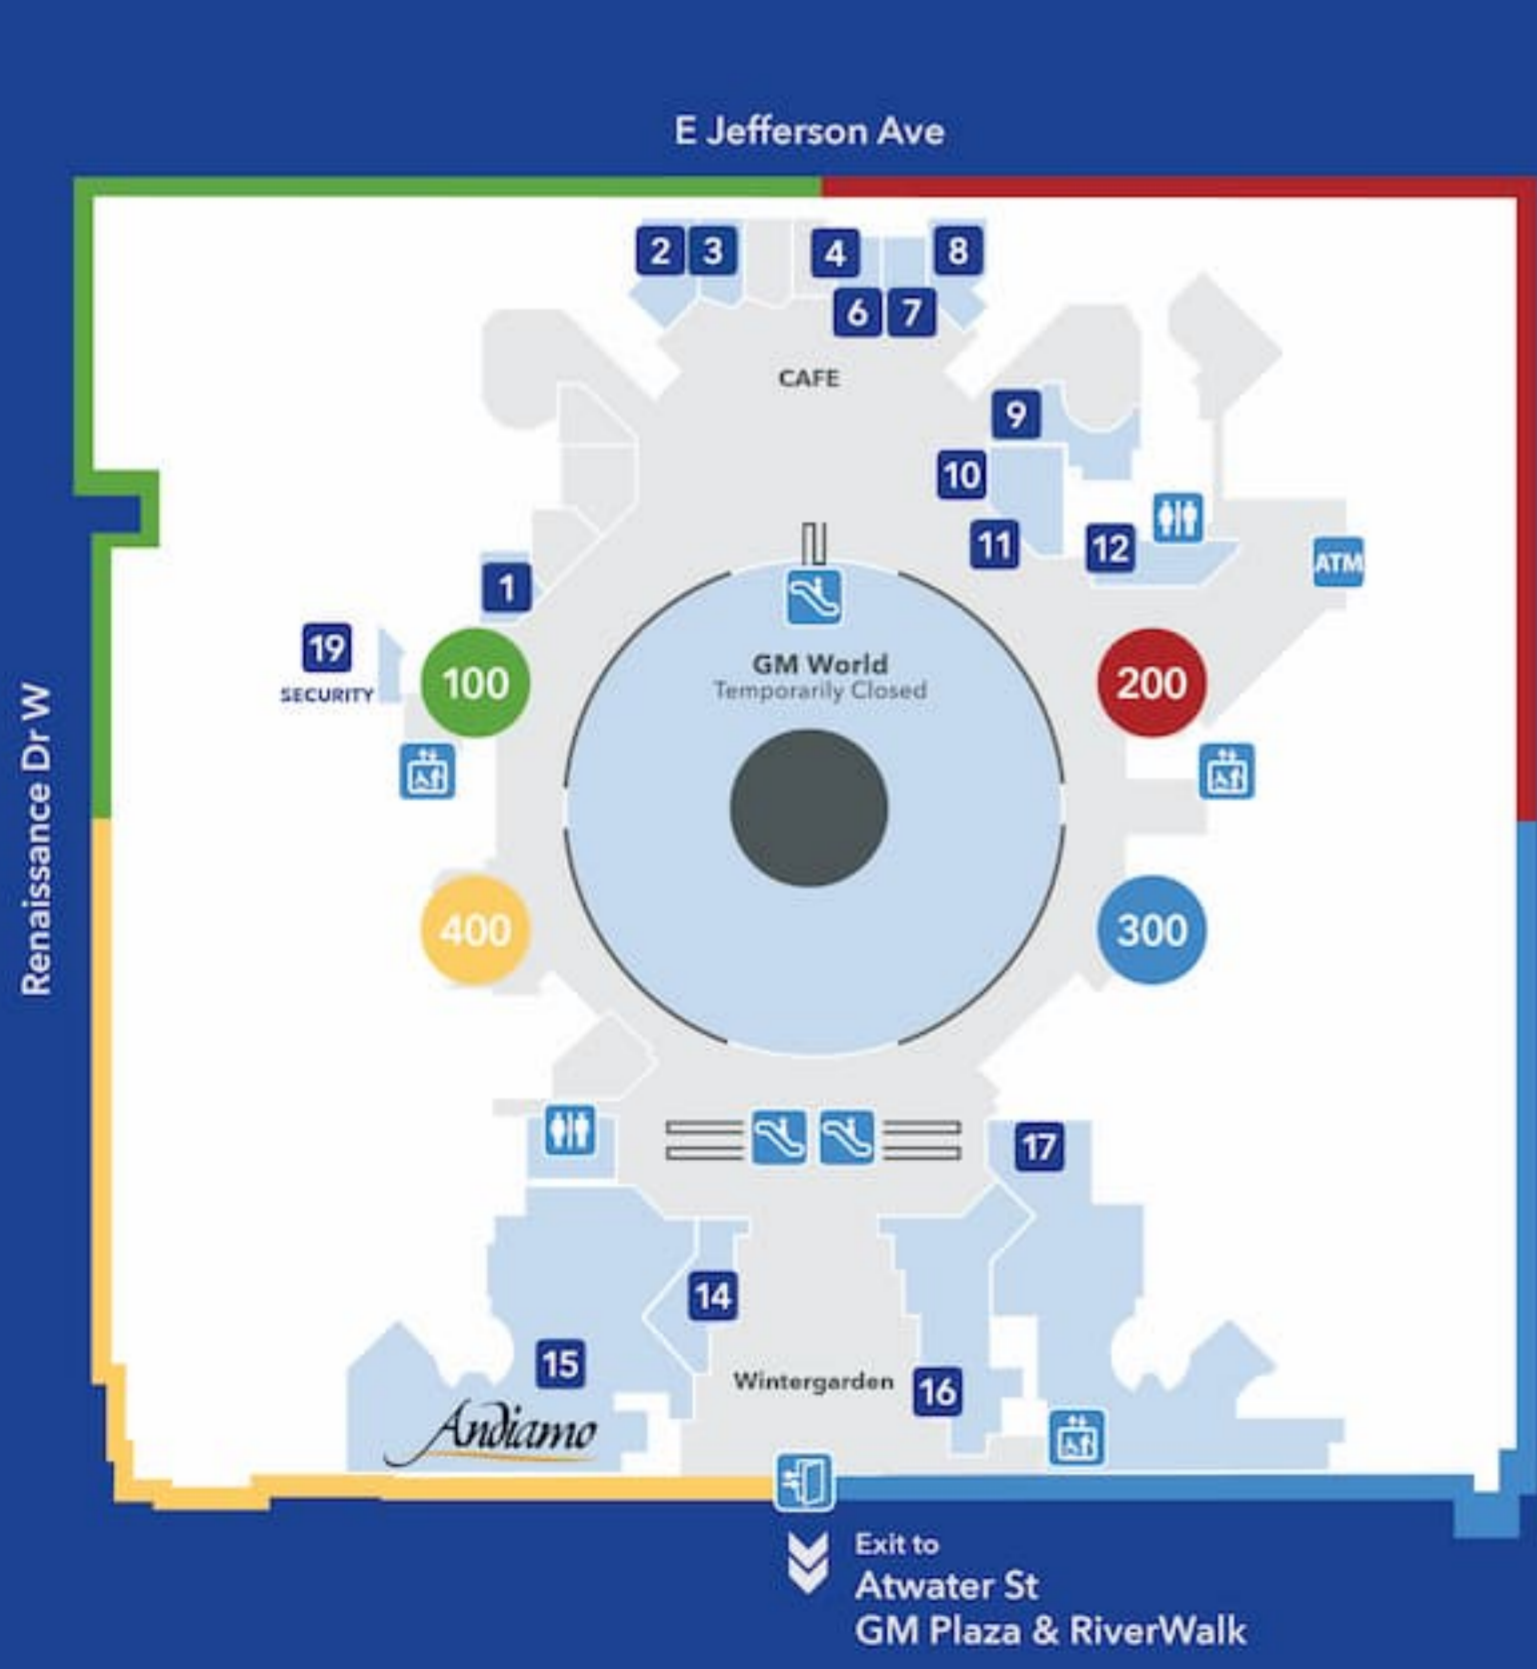 E Jefferson Ave
2
3
4
8
6
7
CAFE
9
10
11
12
ATM
1
19
SECURITY
100
200
GM World
Temporarily Closed
Renaissance Dr W
400
300
17
14
15
Andiamo
Wintergarden
16
Exit to
Atwater St
GM Plaza & RiverWalk